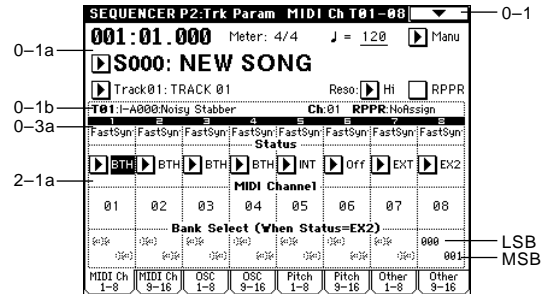 SEQUENCER P2:Trk Param MIDI Ch T01-08
0–1
001:01.000 Meter: 4/4 ♩ = 120 Manu
0–1a
S000: NEW SONG
Track01: TRACK 01 Reso: Hi RPPR
0–1b
T01:I-A000:Noisy Stabber Ch:01 RPPR:NoAssign
0–3a
1 2 3 4 5 6 7 8
FastSyn FastSyn FastSyn FastSyn FastSyn FastSyn FastSyn FastSyn
Status
BTH BTH BTH BTH INT Off EXT EX2
2–1a
MIDI Channel
01 02 03 04 05 06 07 08
Bank Select (When Status=EX2)
000
LSB
001
MSB
MIDI Ch 1-8
MIDI Ch 9-16
OSC 1-8
OSC 9-16
Pitch 1-8
Pitch 9-16
Other 1-8
Other 9-16